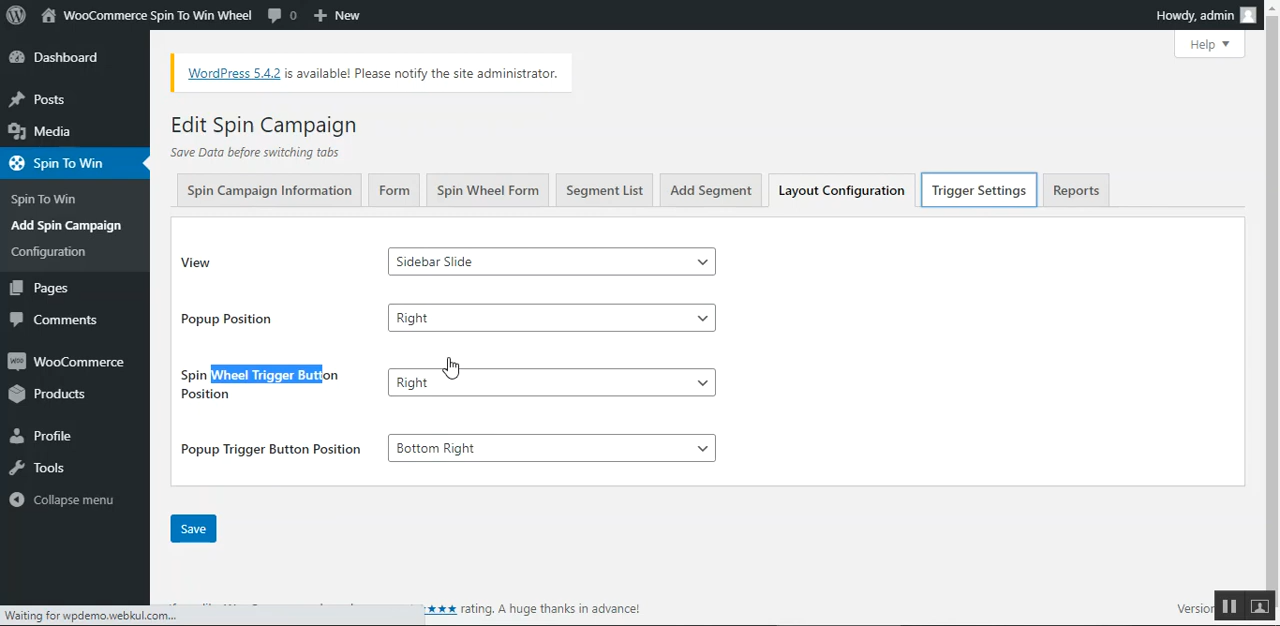 WooCommerce Spin To Win Wheel 0 New Howdy, admin
Help
Dashboard
Posts
Media
Spin To Win
Spin To Win
Add Spin Campaign
Configuration
Pages
Comments
WooCommerce
Products
Profile
Tools
Collapse menu
WordPress 5.4.2 is available! Please notify the site administrator.
Edit Spin Campaign
Save Data before switching tabs
Spin Campaign Information Form Spin Wheel Form Segment List Add Segment Layout Configuration Trigger Settings Reports
View Sidebar Slide
Popup Position Right
Spin Wheel Trigger Button
Position
Right
Popup Trigger Button Position Bottom Right
Save
★★★ rating. A huge thanks in advance!
Waiting for wpdemo.webkul.com...